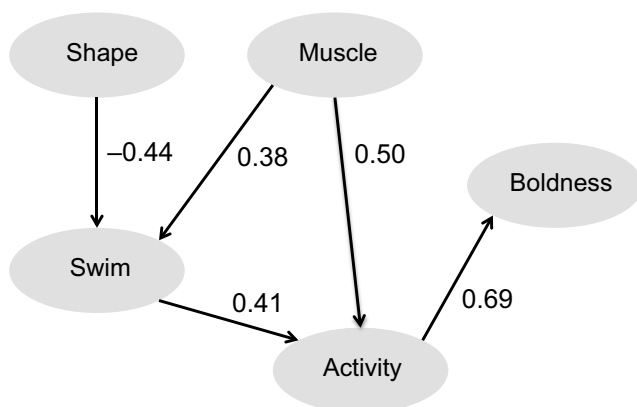 Shape
Muscle
–0.44
0.38
0.50
Boldness
Swim
0.41
0.69
Activity